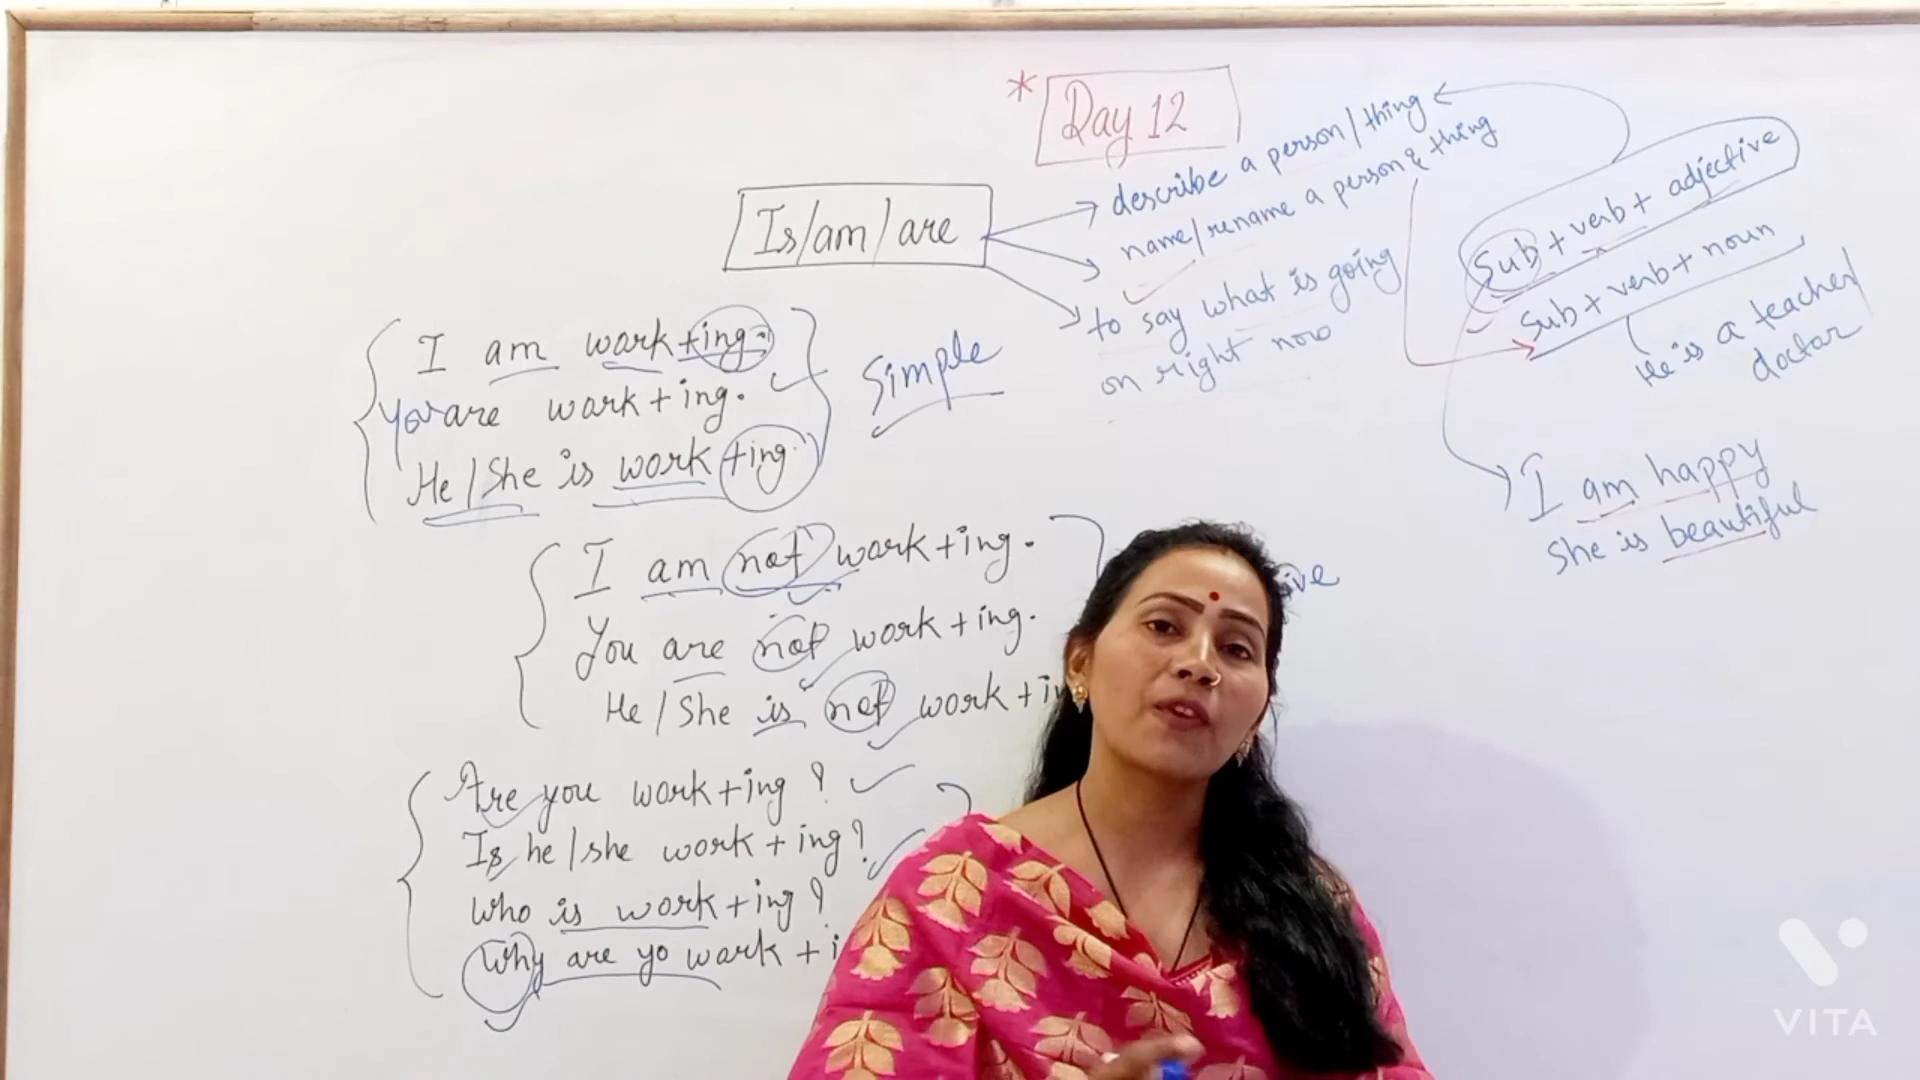 * Day 12
Is/am/are
describe a person/thing
name/rename a person & thing
to say what is going
on right now
Sub + verb + adjective
Sub + verb + noun
He is a teacher
doctor
I am happy
She is beautiful
I am work+ing.
You are work+ing.
He/She is work+ing.
Simple
I am not work+ing.
You are not work+ing.
He/She is not work+in
ive
Are you work+ing?
Is he/she work+ing?
Who is work+ing?
Why are yo work + i
VITA